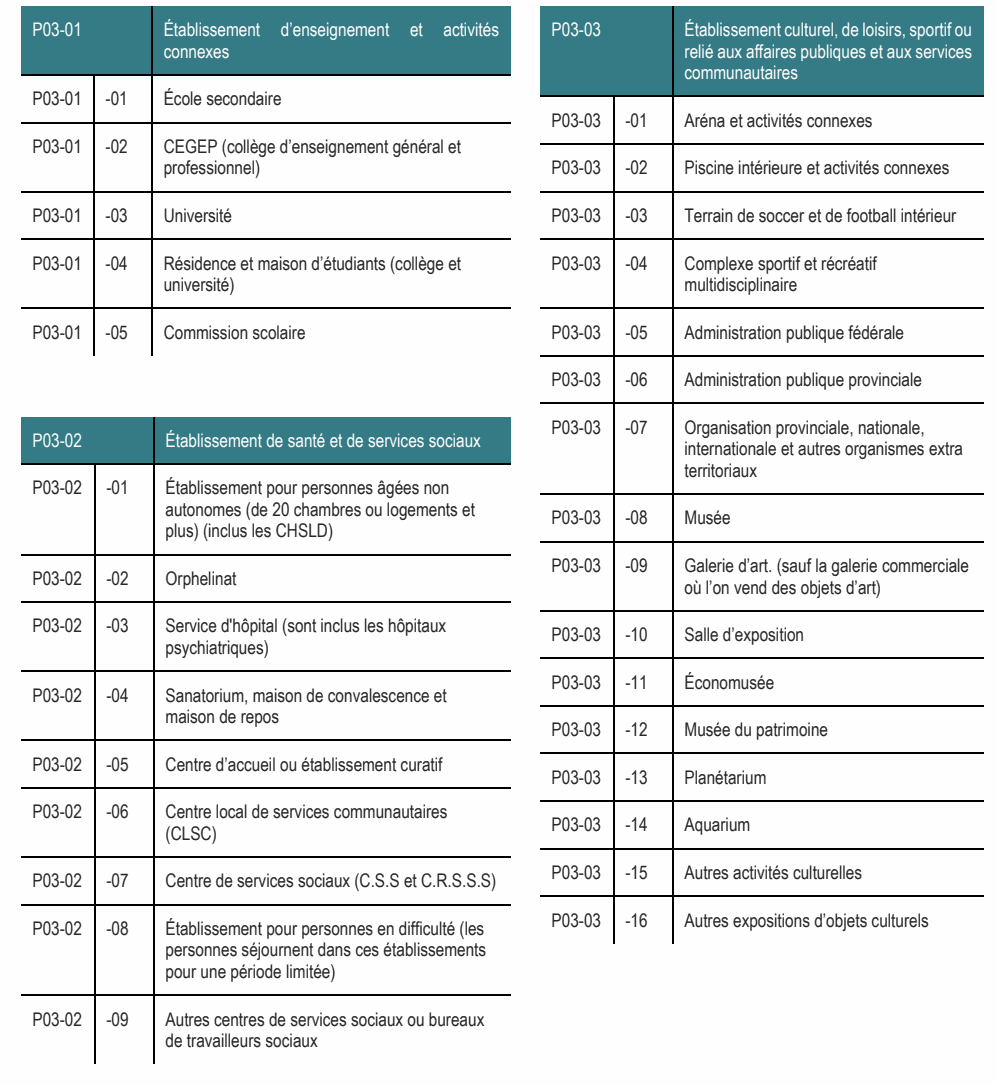 P03-01 Établissement d’enseignement et activités
connexes
P03-01 -01 École secondaire
P03-01 -02 CEGEP (collège d’enseignement général et
professionnel)
P03-01 -03 Université
P03-01 -04 Résidence et maison d’étudiants (collège et
université)
P03-01 -05 Commission scolaire
P03-02 Établissement de santé et de services sociaux
P03-02 -01 Établissement pour personnes âgées non
autonomes (de 20 chambres ou logements et
plus) (inclus les CHSLD)
P03-02 -02 Orphelinat
P03-02 -03 Service d'hôpital (sont inclus les hôpitaux
psychiatriques)
P03-02 -04 Sanatorium, maison de convalescence et
maison de repos
P03-02 -05 Centre d’accueil ou établissement curatif
P03-02 -06 Centre local de services communautaires
(CLSC)
P03-02 -07 Centre de services sociaux (C.S.S et C.R.S.S.S)
P03-02 -08 Établissement pour personnes en difficulté (les
personnes séjournent dans ces établissements
pour une période limitée)
P03-02 -09 Autres centres de services sociaux ou bureaux
de travailleurs sociaux
P03-03 Établissement culturel, de loisirs, sportif ou
relié aux affaires publiques et aux services
communautaires
P03-03 -01 Aréna et activités connexes
P03-03 -02 Piscine intérieure et activités connexes
P03-03 -03 Terrain de soccer et de football intérieur
P03-03 -04 Complexe sportif et récréatif
multidisciplinaire
P03-03 -05 Administration publique fédérale
P03-03 -06 Administration publique provinciale
P03-03 -07 Organisation provinciale, nationale,
internationale et autres organismes extra
territoriaux
P03-03 -08 Musée
P03-03 -09 Galerie d’art. (sauf la galerie commerciale
où l’on vend des objets d’art)
P03-03 -10 Salle d’exposition
P03-03 -11 Économusée
P03-03 -12 Musée du patrimoine
P03-03 -13 Planétarium
P03-03 -14 Aquarium
P03-03 -15 Autres activités culturelles
P03-03 -16 Autres expositions d’objets culturels